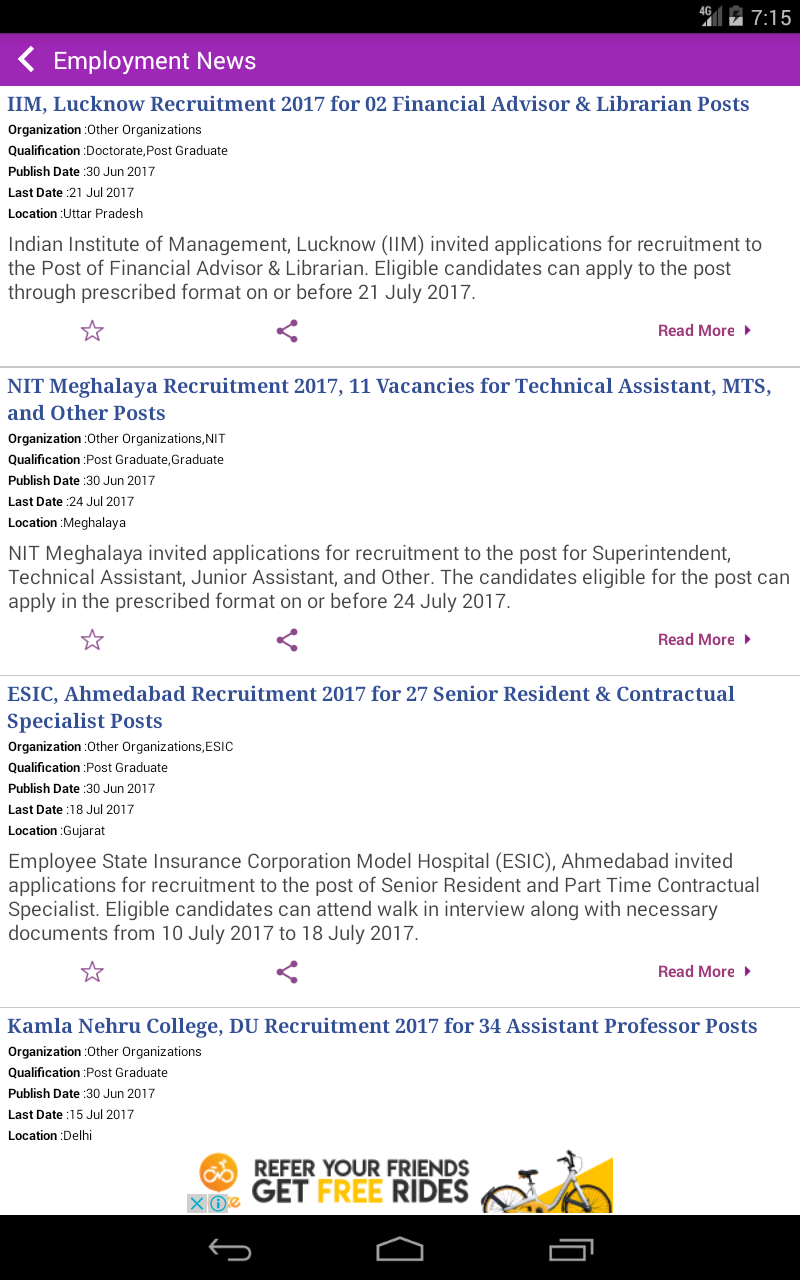 4G 7:15
Employment News
IIM, Lucknow Recruitment 2017 for 02 Financial Advisor & Librarian Posts
Organization :Other Organizations
Qualification :Doctorate,Post Graduate
Publish Date :30 Jun 2017
Last Date :21 Jul 2017
Location :Uttar Pradesh
Indian Institute of Management, Lucknow (IIM) invited applications for recruitment to
the Post of Financial Advisor & Librarian. Eligible candidates can apply to the post
through prescribed format on or before 21 July 2017.
Read More
NIT Meghalaya Recruitment 2017, 11 Vacancies for Technical Assistant, MTS,
and Other Posts
Organization :Other Organizations,NIT
Qualification :Post Graduate,Graduate
Publish Date :30 Jun 2017
Last Date :24 Jul 2017
Location :Meghalaya
NIT Meghalaya invited applications for recruitment to the post for Superintendent,
Technical Assistant, Junior Assistant, and Other. The candidates eligible for the post can
apply in the prescribed format on or before 24 July 2017.
Read More
ESIC, Ahmedabad Recruitment 2017 for 27 Senior Resident & Contractual
Specialist Posts
Organization :Other Organizations,ESIC
Qualification :Post Graduate
Publish Date :30 Jun 2017
Last Date :18 Jul 2017
Location :Gujarat
Employee State Insurance Corporation Model Hospital (ESIC), Ahmedabad invited
applications for recruitment to the post of Senior Resident and Part Time Contractual
Specialist. Eligible candidates can attend walk in interview along with necessary
documents from 10 July 2017 to 18 July 2017.
Read More
Kamla Nehru College, DU Recruitment 2017 for 34 Assistant Professor Posts
Organization :Other Organizations
Qualification :Post Graduate
Publish Date :30 Jun 2017
Last Date :15 Jul 2017
Location :Delhi
REFER YOUR FRIENDS
GET FREE RIDES